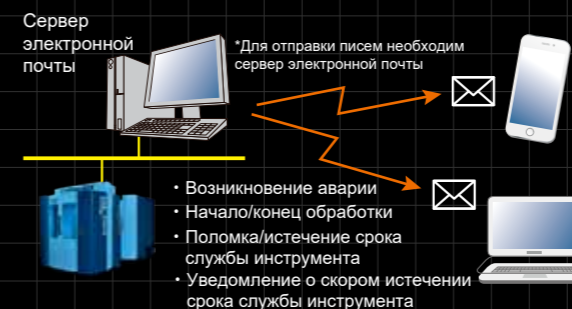 Сервер
электронной
почты
*Для отправки писем необходим
сервер электронной почты
・Возникновение аварии
・Начало/конец обработки
・Поломка/истечение срока
службы инструмента
・Уведомление о скором истечении
срока службы инструмента